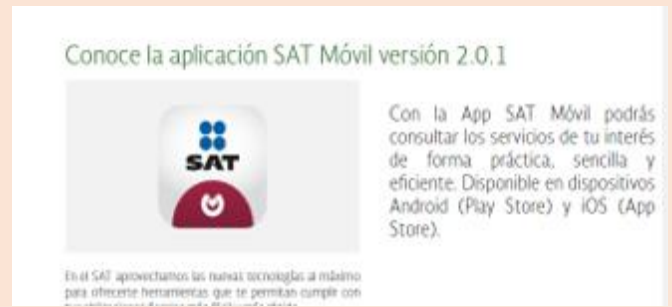 Conoce la aplicación SAT Móvil versión 2.0.1
SAT
Con la App SAT Móvil podrás
consultar los servicios de tu interés
de forma práctica, sencilla y
eficiente. Disponible en dispositivos
Android (Play Store) y iOS (App
Store).
En el SAT aprovechamos las nuevas tecnologías al máximo
para ofrecerte herramientas que te permitan cumplir con